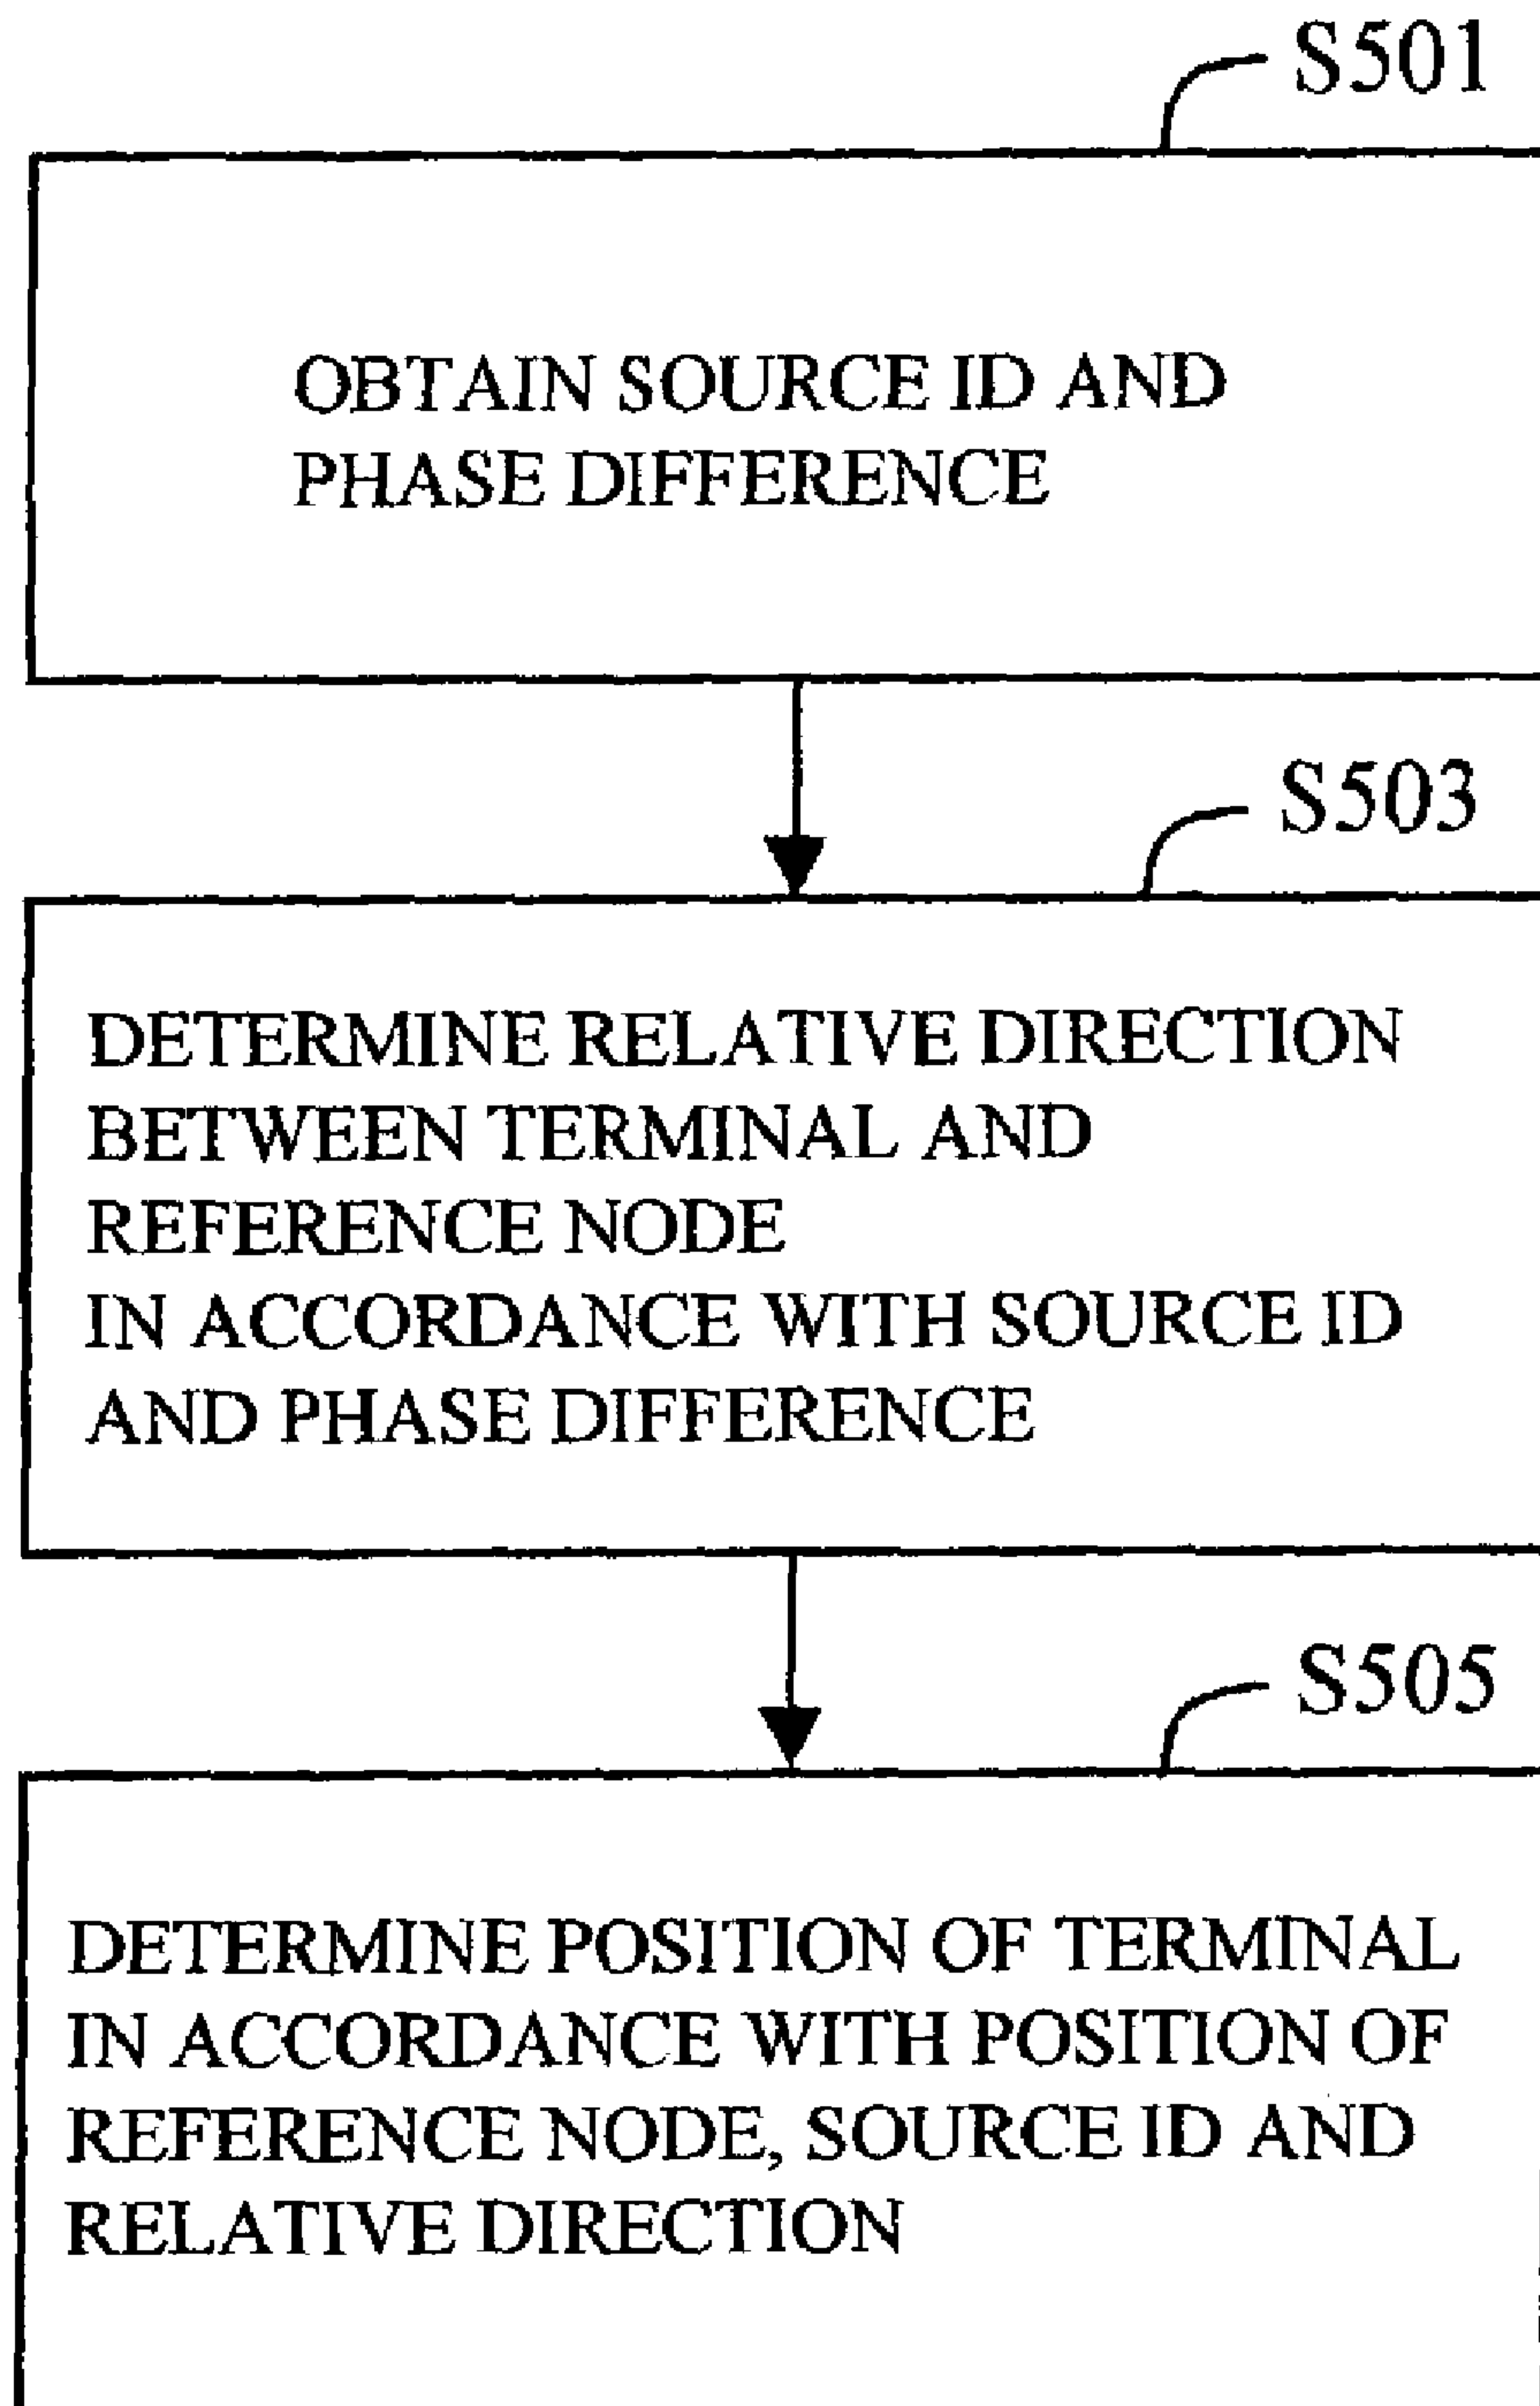 S501
OBTAIN SOURCE ID AND
PHASE DIFFERENCE
S503
DETERMINE RELATIVE DIRECTION
BETWEEN TERMINAL AND
REFERENCE NODE
IN ACCORDANCE WITH SOURCE ID
AND PHASE DIFFERENCE
S505
DETERMINE POSITION OF TERMINAL
IN ACCORDANCE WITH POSITION OF
REFERENCE NODE, SOURCE ID AND
RELATIVE DIRECTION